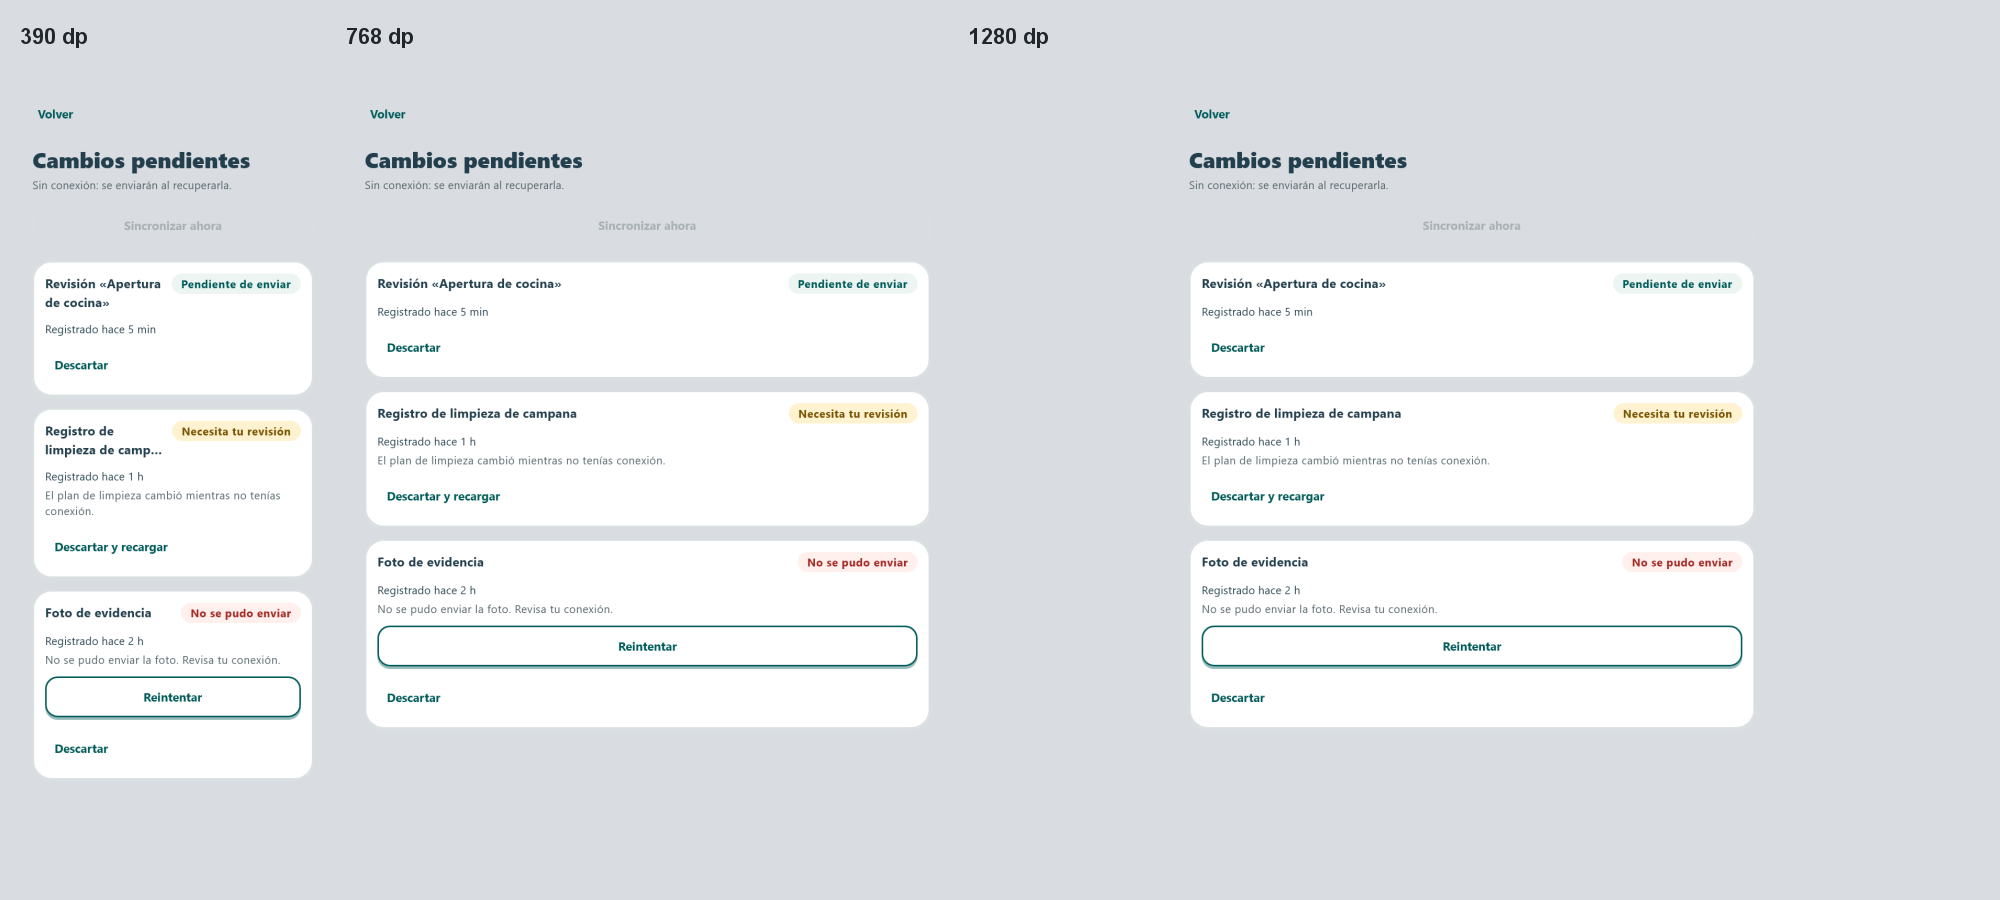 390 dp
Volver
Cambios pendientes
Sin conexión: se enviarán al recuperarla.
Sincronizar ahora
Revisión «Apertura
de cocina»
Pendiente de enviar
Registrado hace 5 min
Descartar
Registro de
limpieza de camp...
Necesita tu revisión
Registrado hace 1 h
El plan de limpieza cambió mientras no tenías
conexión.
Descartar y recargar
Foto de evidencia
No se pudo enviar
Registrado hace 2 h
No se pudo enviar la foto. Revisa tu conexión.
Reintentar
Descartar
768 dp
Volver
Cambios pendientes
Sin conexión: se enviarán al recuperarla.
Sincronizar ahora
Revisión «Apertura de cocina»
Pendiente de enviar
Registrado hace 5 min
Descartar
Registro de limpieza de campana
Necesita tu revisión
Registrado hace 1 h
El plan de limpieza cambió mientras no tenías conexión.
Descartar y recargar
Foto de evidencia
No se pudo enviar
Registrado hace 2 h
No se pudo enviar la foto. Revisa tu conexión.
Reintentar
Descartar
1280 dp
Volver
Cambios pendientes
Sin conexión: se enviarán al recuperarla.
Sincronizar ahora
Revisión «Apertura de cocina»
Pendiente de enviar
Registrado hace 5 min
Descartar
Registro de limpieza de campana
Necesita tu revisión
Registrado hace 1 h
El plan de limpieza cambió mientras no tenías conexión.
Descartar y recargar
Foto de evidencia
No se pudo enviar
Registrado hace 2 h
No se pudo enviar la foto. Revisa tu conexión.
Reintentar
Descartar